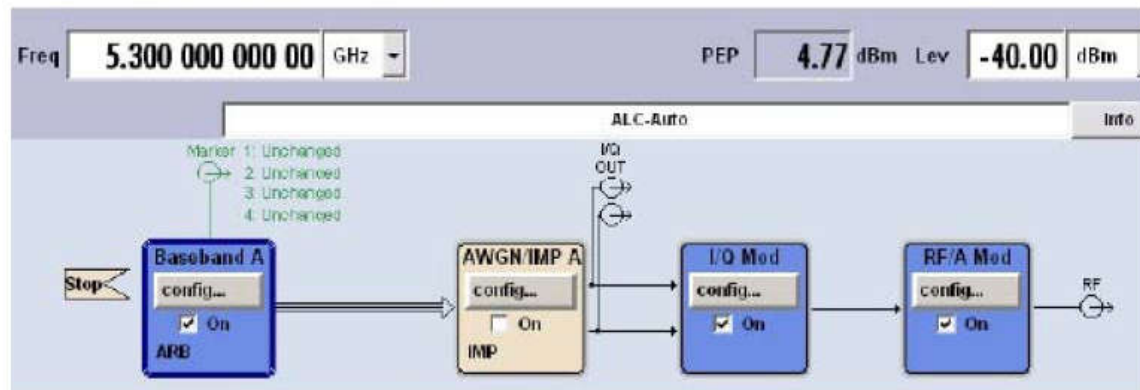 Freq 5.300 000 000 00 GHz PEP 4.77 dBm Lev -40.00 dBm
ALC-Auto Info
Marker 1: Unchanged
2: Unchanged
3: Unchanged
4: Unchanged
I/Q
OUT
Baseband A
config...
On
ARB
Stop
AWGN/IMP A
config...
On
IMP
I/Q Mod
config...
On
RF/A Mod
config...
On
RF